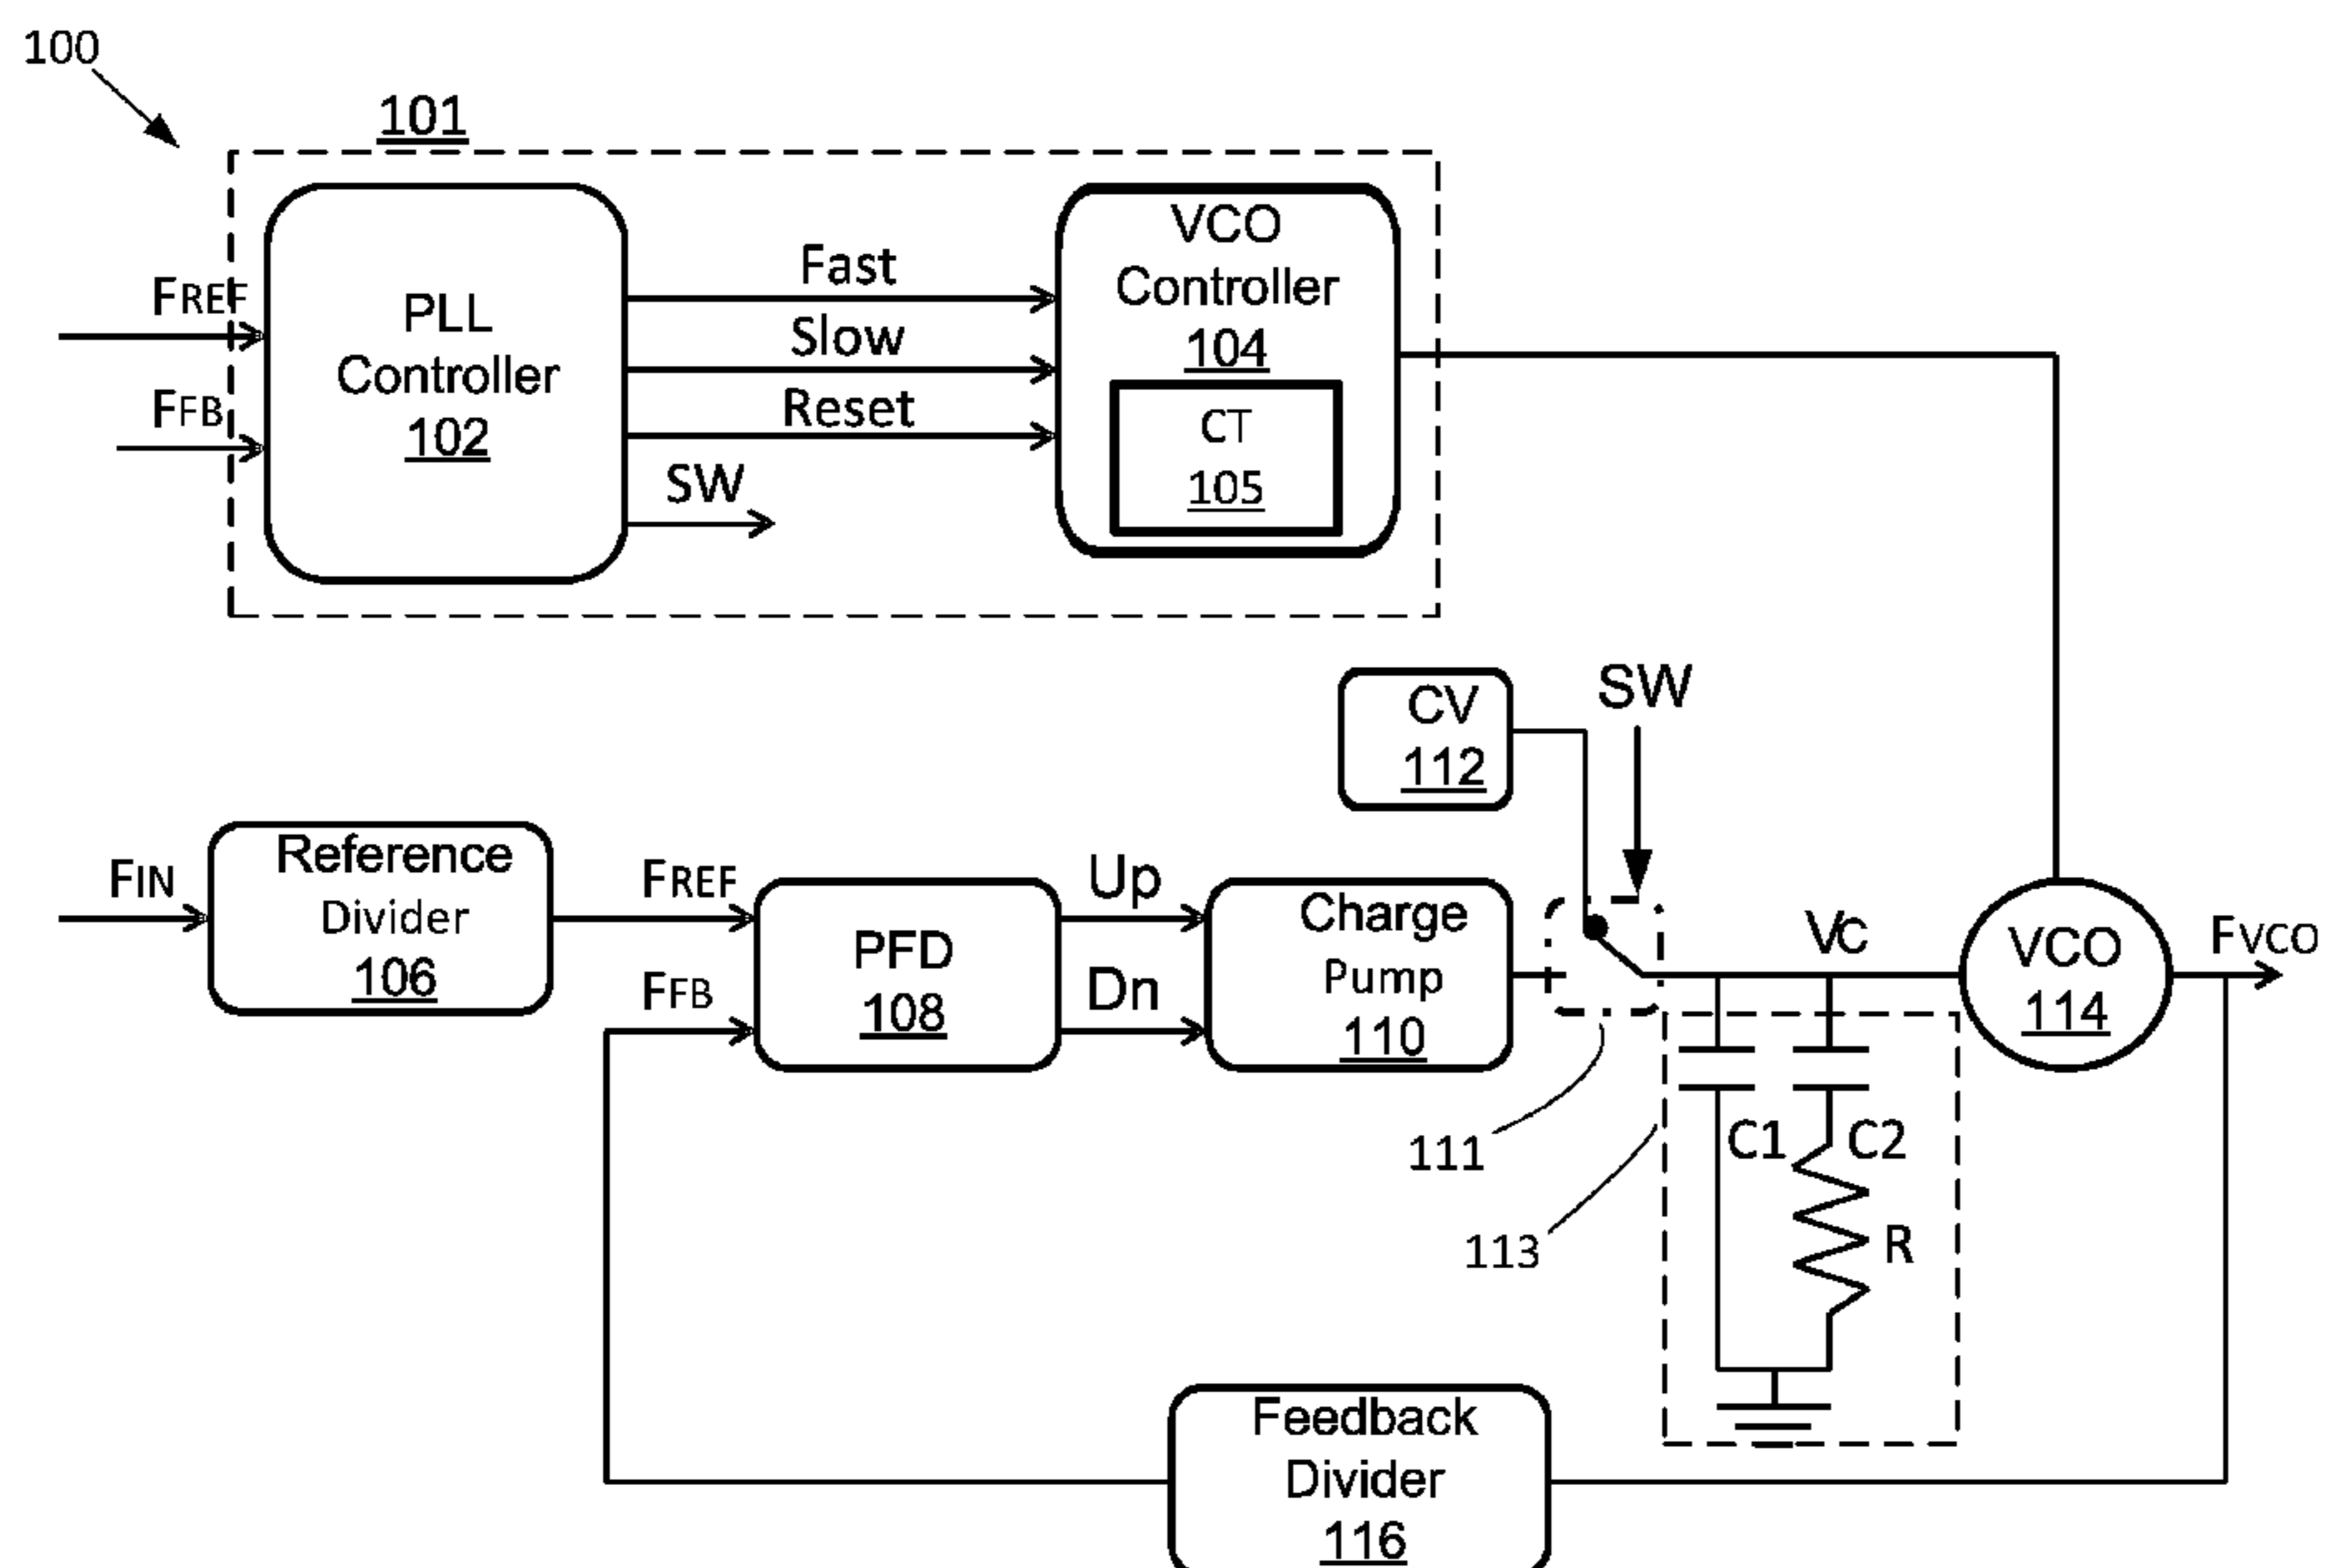 100
101
PLL
Controller
102
FREF
FFB
Fast
Slow
Reset
SW
VCO
Controller
104
CT
105
CV
112
SW
FIN
Reference
Divider
106
FREF
FFB
PFD
108
Up
Dn
Charge
Pump
110
111
113
VC
C1
C2
R
VCO
114
FVCO
Feedback
Divider
116